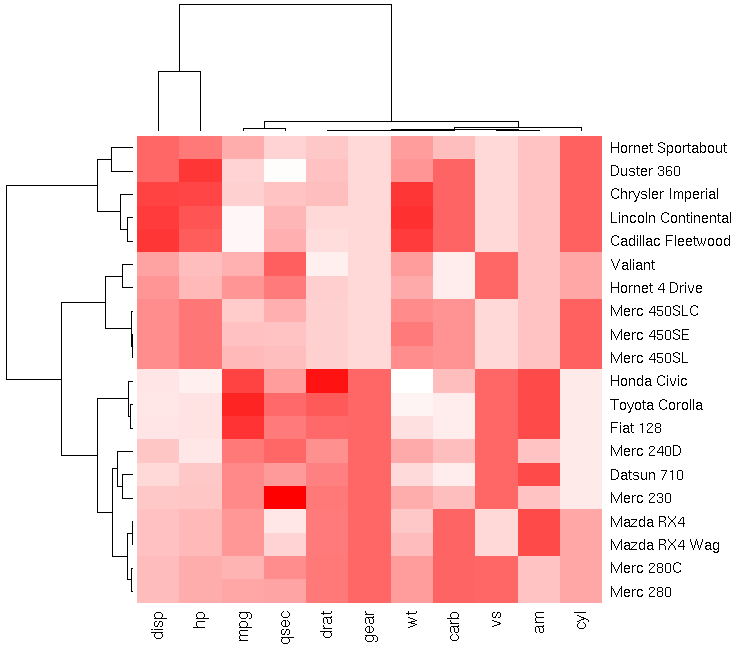 Hornet Sportabout
Duster 360
Chrysler Imperial
Lincoln Continental
Cadillac Fleetwood
Valiant
Hornet 4 Drive
Merc 450SLC
Merc 450SE
Merc 450SL
Honda Civic
Toyota Corolla
Fiat 128
Merc 240D
Datsun 710
Merc 230
Mazda RX4
Mazda RX4 Wag
Merc 280C
Merc 280
disp
hp
mpg
qsec
drat
gear
wt
carb
vs
am
cyl